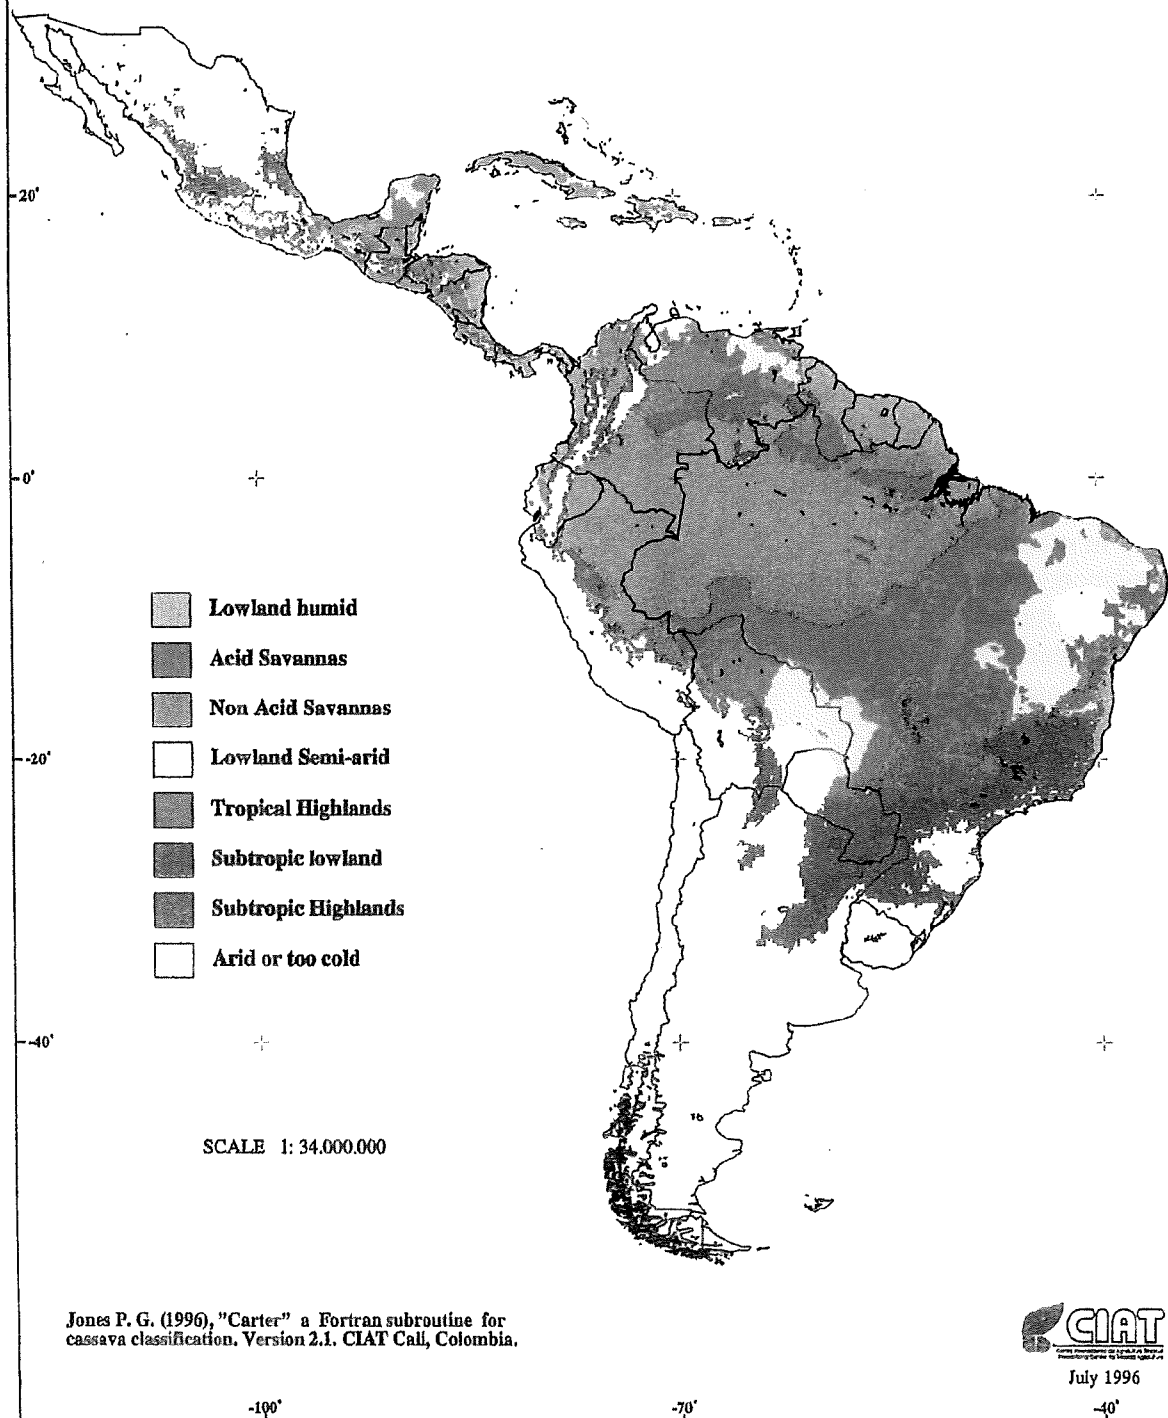 20°
0°
-20°
-40°
Lowland humid
Acid Savannas
Non Acid Savannas
Lowland Semi-arid
Tropical Highlands
Subtropic lowland
Subtropic Highlands
Arid or too cold
SCALE 1: 34.000.000
Jones P. G. (1996), "Carter" a Fortran subroutine for
cassava classification. Version 2.1. CIAT Cali, Colombia.
CIAT
July 1996
-100°
-70°
-40°